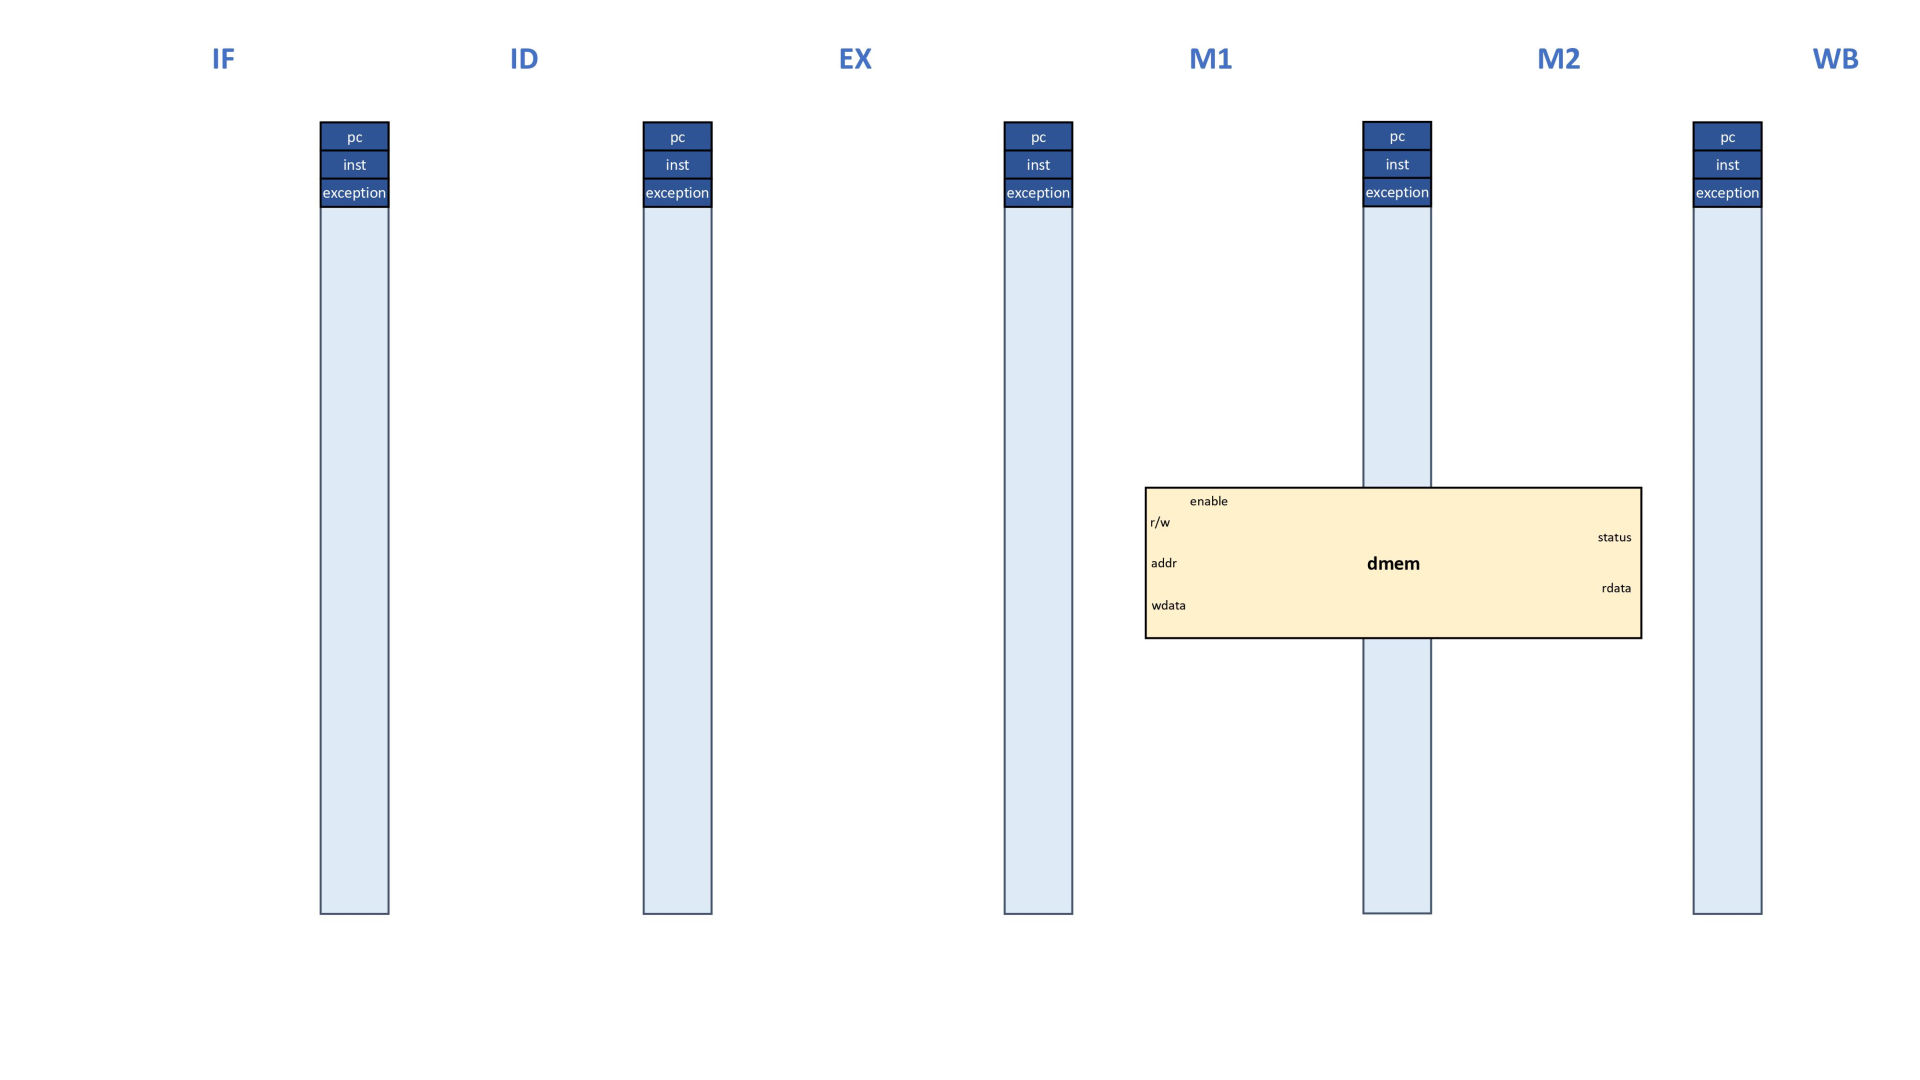 IF
ID
EX
M1
M2
WB
pc
inst
exception
pc
inst
exception
pc
inst
exception
pc
inst
exception
pc
inst
exception
enable
r/w
addr
wdata
dmem
status
rdata